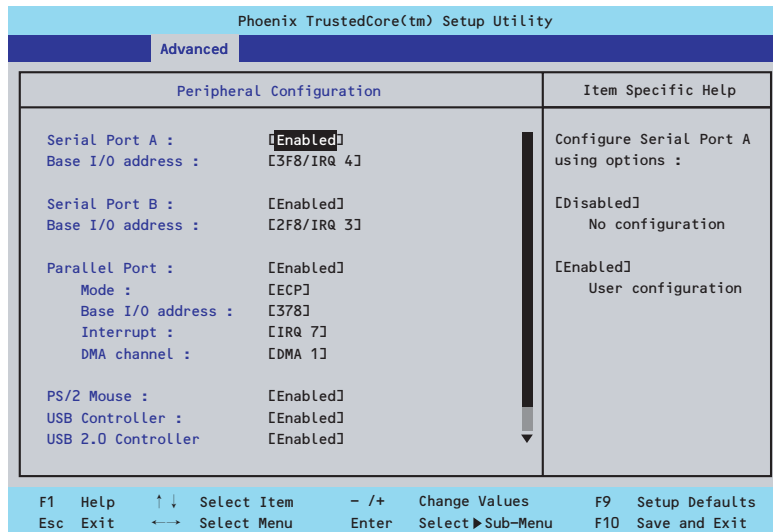 Phoenix TrustedCore(tm) Setup Utility
Advanced
Peripheral Configuration
Serial Port A : [Enabled]
Base I/O address : [3F8/IRQ 4]
Serial Port B : [Enabled]
Base I/O address : [2F8/IRQ 3]
Parallel Port : [Enabled]
Mode : [ECP]
Base I/O address : [378]
Interrupt : [IRQ 7]
DMA channel : [DMA 1]
PS/2 Mouse : [Enabled]
USB Controller : [Enabled]
USB 2.0 Controller [Enabled]
Item Specific Help
Configure Serial Port A
using options :
[Disabled]
No configuration
[Enabled]
User configuration
F1 Help ↑↓ Select Item - /+ Change Values F9 Setup Defaults
Esc Exit ←→ Select Menu Enter Select▶Sub-Menu F10 Save and Exit